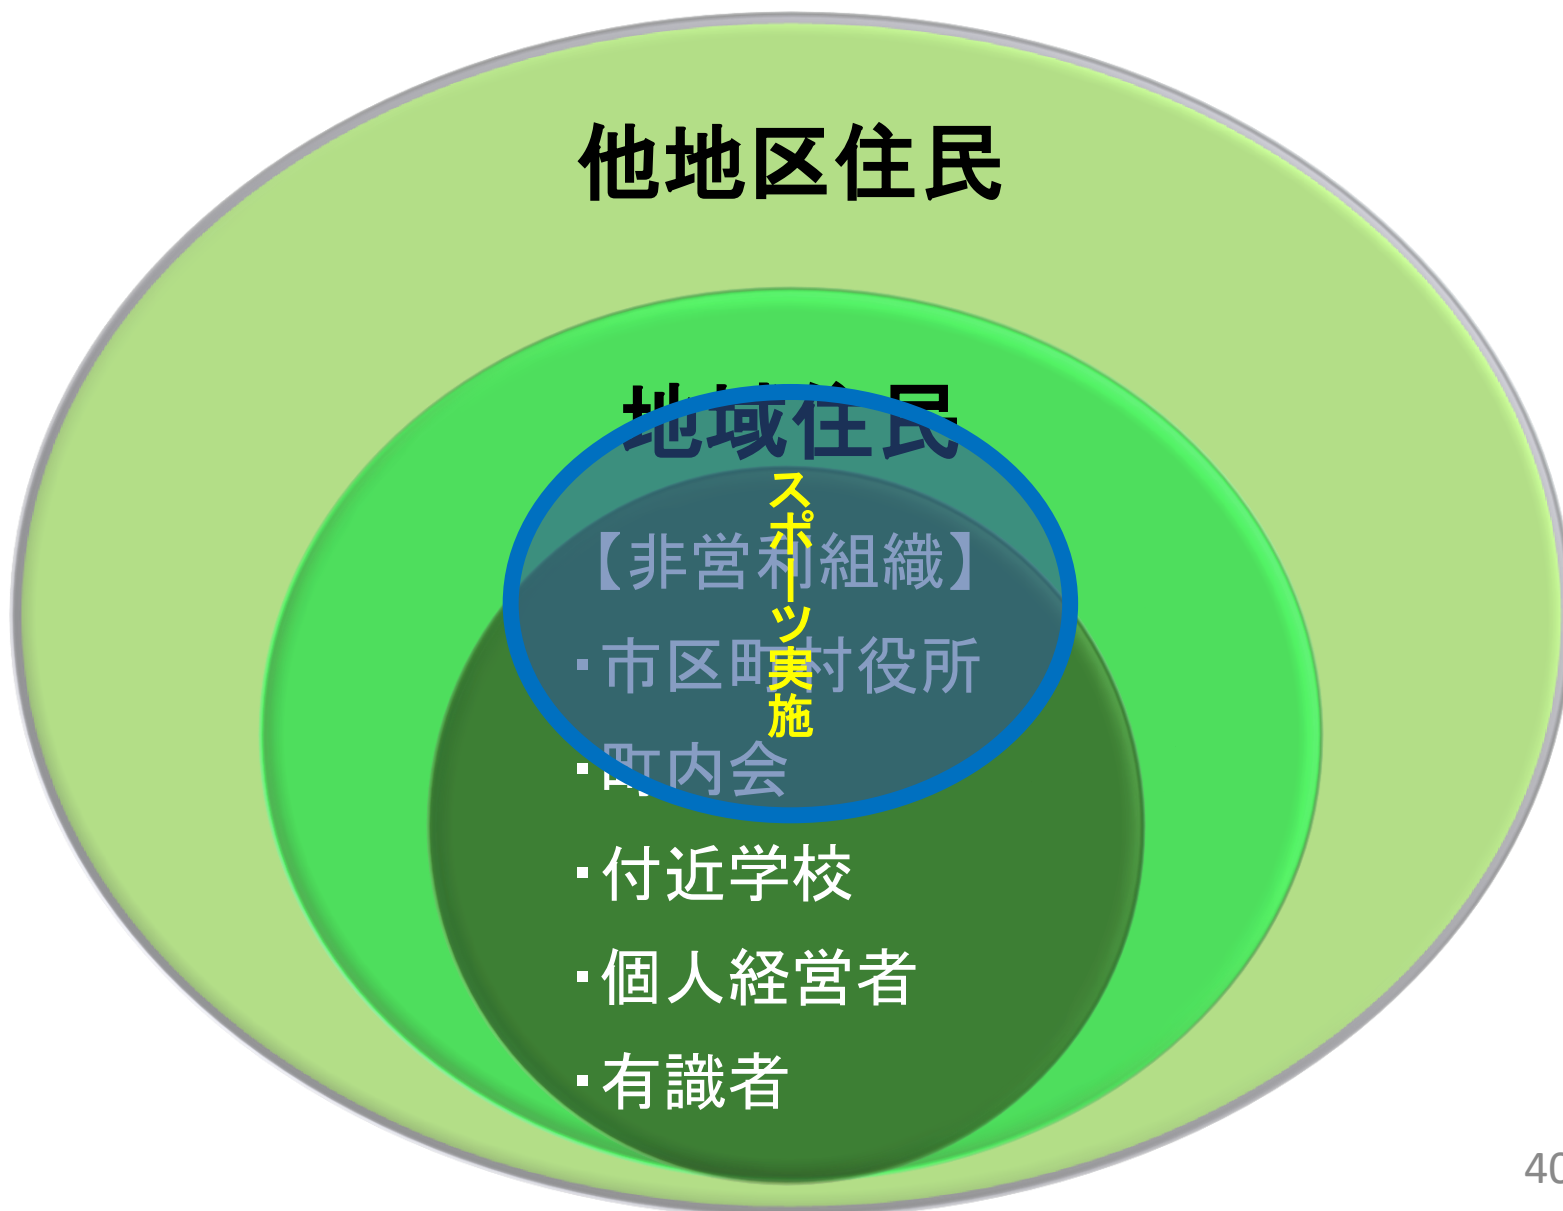 他地区住民
地域住民
スポーツ実施
【非営利組織】
・市区町村役所
・町内会
・付近学校
・個人経営者
・有識者
40